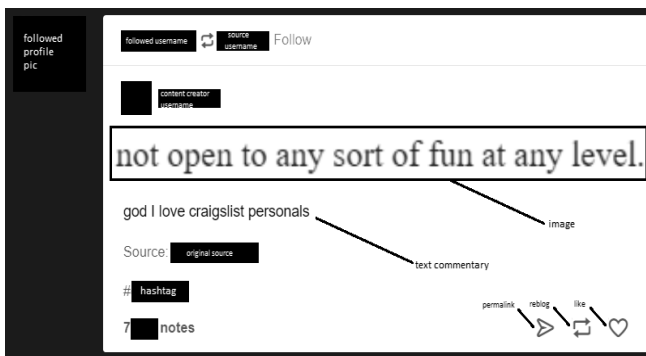 followed
profile
pic
followed username source
username Follow
content creator
username
not open to any sort of fun at any level.
god I love craigslist personals
image
Source: original source
text commentary
# hashtag
permalink reblog like
7 notes